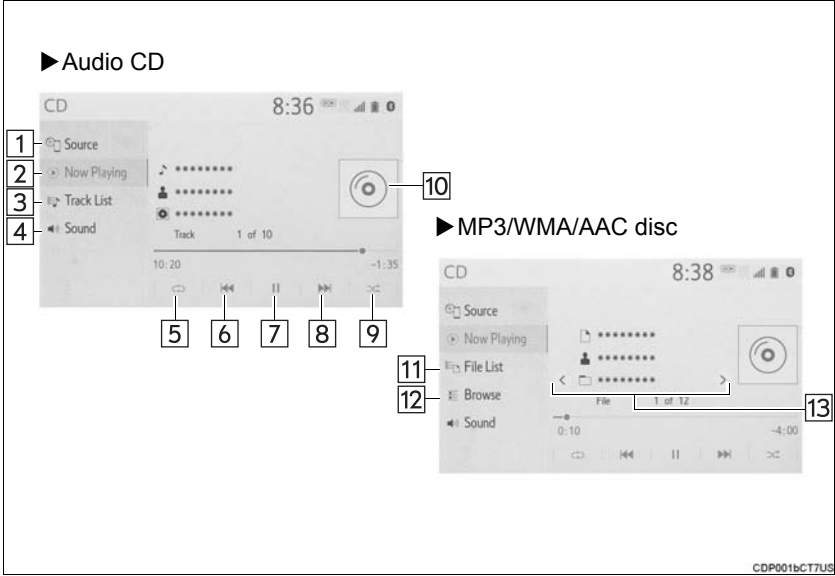 ▶Audio CD
CD 8:36
1 Source
2 Now Playing
3 Track List
4 Sound
********
********
********
Track 1 of 10
10:20 -1:35
10
5 6 7 8 9
▶MP3/WMA/AAC disc
CD 8:38
Source
Now Playing
11 File List
12 Browse
Sound
********
********
********
File 1 of 12
0:10 -4:00
13
CDP001bCT7US